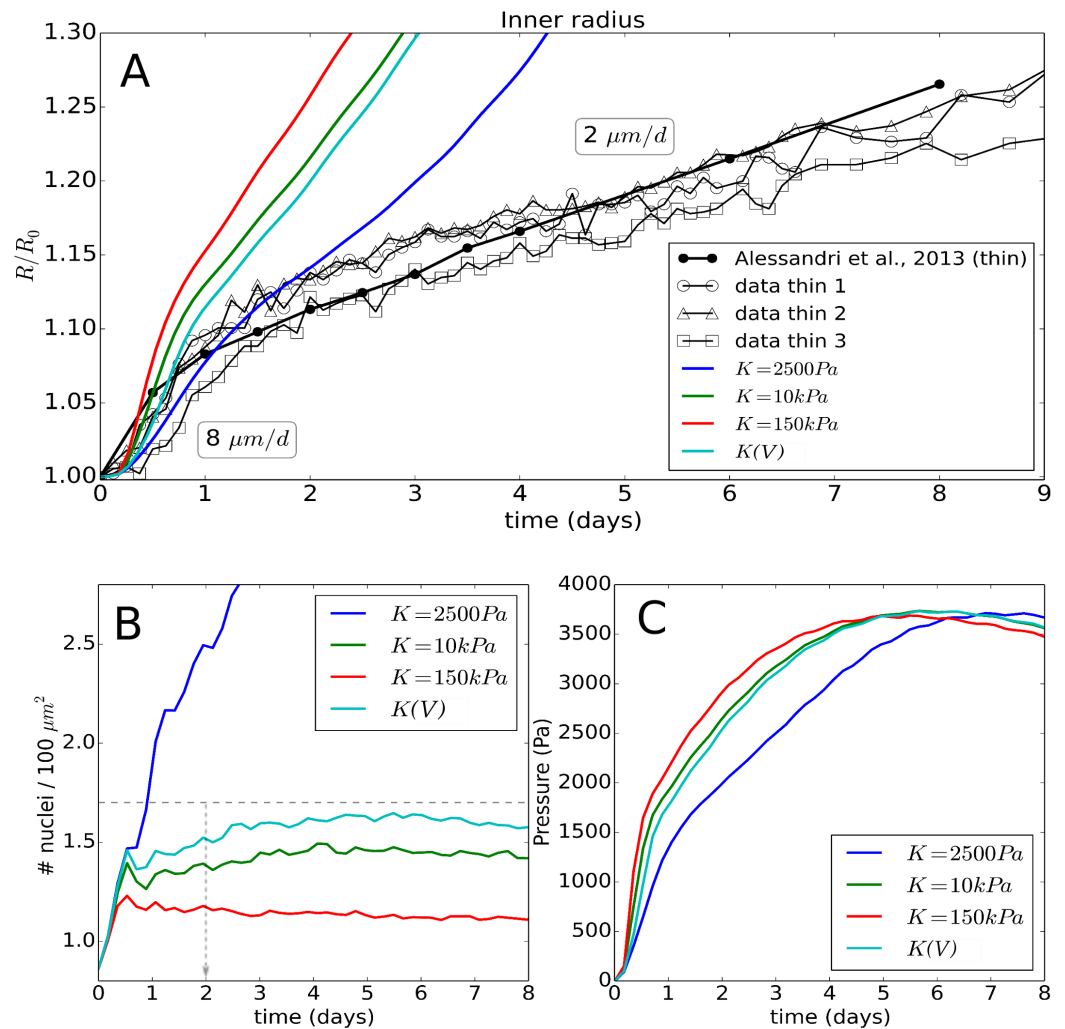 Inner radius
A
R/R0
1.30
1.25
1.20
1.15
1.10
1.05
1.00
2 μm/d
8 μm/d
Alessandri et al., 2013 (thin)
data thin 1
data thin 2
data thin 3
K=2500Pa
K=10kPa
K=150kPa
K(V)
0 1 2 3 4 5 6 7 8 9
time (days)
B
# nuclei / 100 μm²
2.5
2.0
1.5
1.0
K=2500Pa
K=10kPa
K=150kPa
K(V)
0 1 2 3 4 5 6 7 8
time (days)
C
Pressure (Pa)
4000
3500
3000
2500
2000
1500
1000
500
0
K=2500Pa
K=10kPa
K=150kPa
K(V)
0 1 2 3 4 5 6 7 8
time (days)